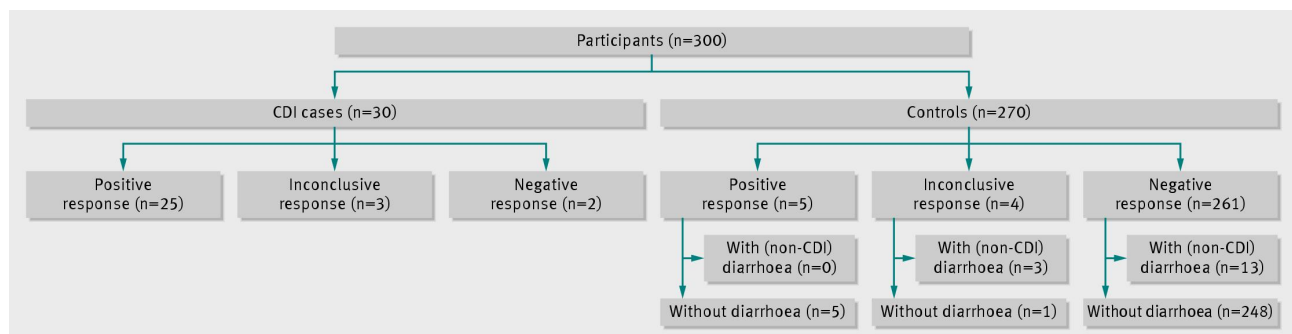 Participants (n=300)
CDI cases (n=30)
Controls (n=270)
Positive
response (n=25)
Inconclusive
response (n=3)
Negative
response (n=2)
Positive
response (n=5)
Inconclusive
response (n=4)
Negative
response (n=261)
With (non-CDI)
diarrhoea (n=0)
With (non-CDI)
diarrhoea (n=3)
With (non-CDI)
diarrhoea (n=13)
Without diarrhoea (n=5)
Without diarrhoea (n=1)
Without diarrhoea (n=248)